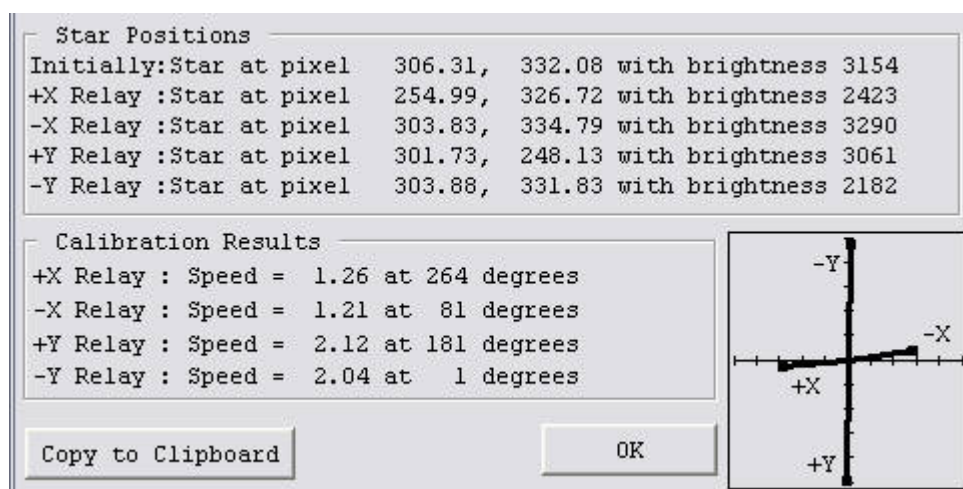 Star Positions
Initially:Star at pixel 306.31, 332.08 with brightness 3154
+X Relay :Star at pixel 254.99, 326.72 with brightness 2423
-X Relay :Star at pixel 303.83, 334.79 with brightness 3290
+Y Relay :Star at pixel 301.73, 248.13 with brightness 3061
-Y Relay :Star at pixel 303.88, 331.83 with brightness 2182
Calibration Results
+X Relay : Speed = 1.26 at 264 degrees
-X Relay : Speed = 1.21 at 81 degrees
+Y Relay : Speed = 2.12 at 181 degrees
-Y Relay : Speed = 2.04 at 1 degrees
-Y
-X
+X
+Y
Copy to Clipboard
OK